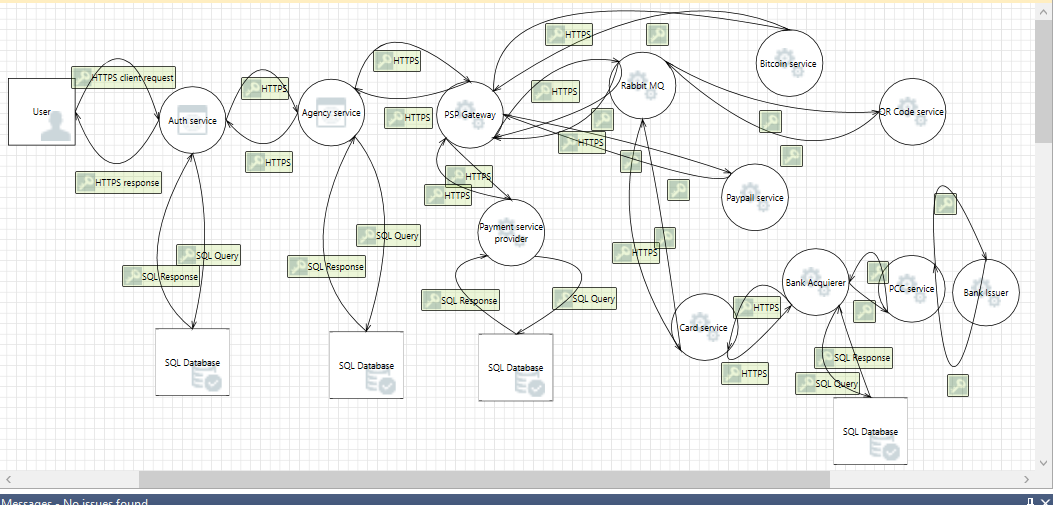 HTTPS
Bitcoin service
HTTPS
HTTPS client request
HTTPS
Rabbit MQ
HTTPS
User
Auth service
Agency service
HTTPS
PSP Gateway
QR Code service
HTTPS
HTTPS
HTTPS
HTTPS response
HTTPS
Paypall service
Payment service
provider
SQL Query
SQL Query
HTTPS
SQL Response
SQL Response
Bank Acquierer
PCC service
Bank Issuer
SQL Response
SQL Query
HTTPS
Card service
SQL Database
SQL Database
SQL Database
HTTPS
SQL Response
SQL Query
SQL Database
Messages - No issues found